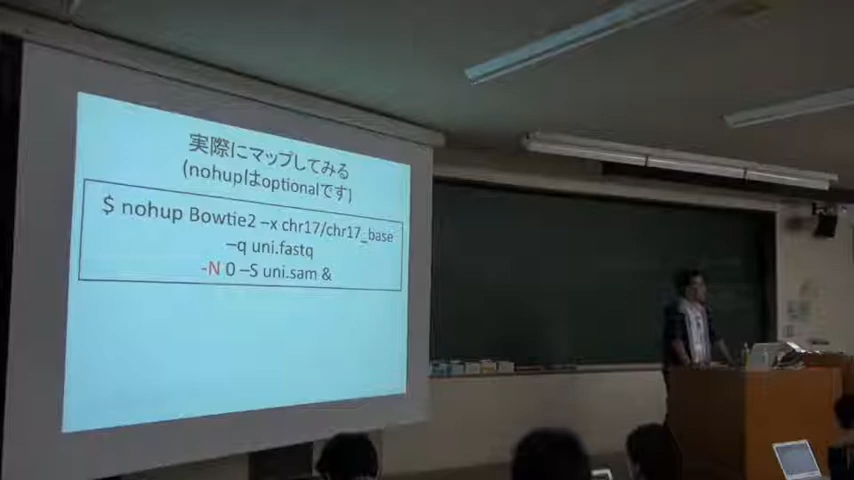 実際にマップしてみる
(nohupはoptionalです)
$ nohup Bowtie2 –x chr17/chr17_base
–q uni.fastq
-N 0 –S uni.sam &